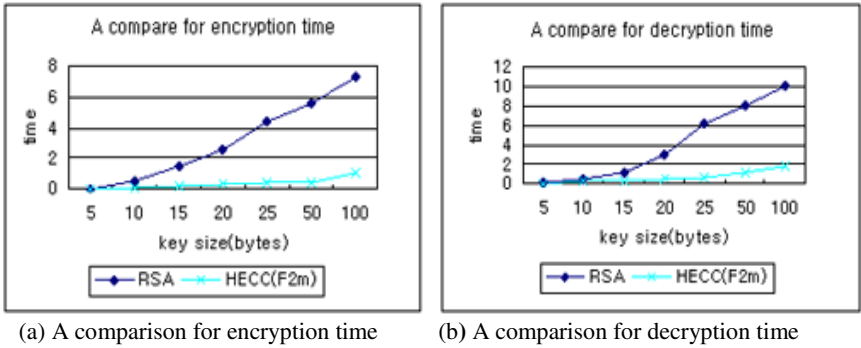 A compare for encryption time
8
6
4
2
0
time
5 10 15 20 25 50 100
key size(bytes)
RSA HECC(F2m)
(a) A comparison for encryption time
A compare for decryption time
12
10
8
6
4
2
0
time
5 10 15 20 25 50 100
key size(bytes)
RSA HECC(F2m)
(b) A comparison for decryption time